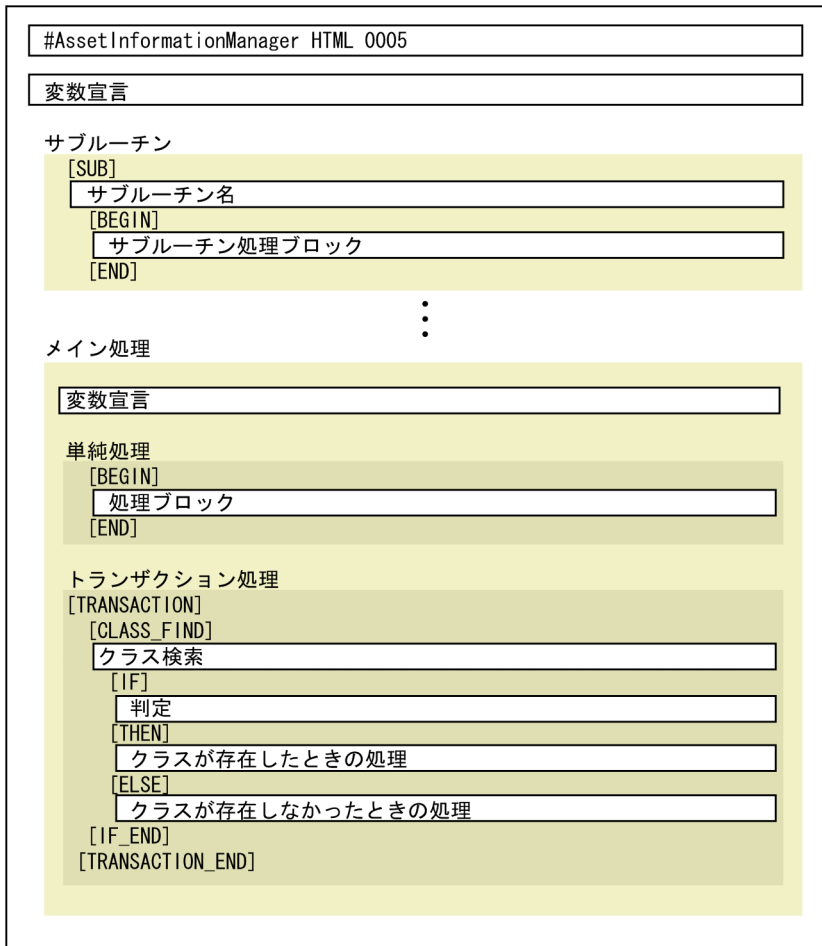 #AssetInformationManager HTML 0005
変数宣言
サブルーチン
[SUB]
サブルーチン名
[BEGIN]
サブルーチン処理ブロック
[END]
メイン処理
変数宣言
単純処理
[BEGIN]
処理ブロック
[END]
トランザクション処理
[TRANSACTION]
[CLASS_FIND]
クラス検索
[IF]
判定
[THEN]
クラスが存在したときの処理
[ELSE]
クラスが存在しなかったときの処理
[IF_END]
[TRANSACTION_END]